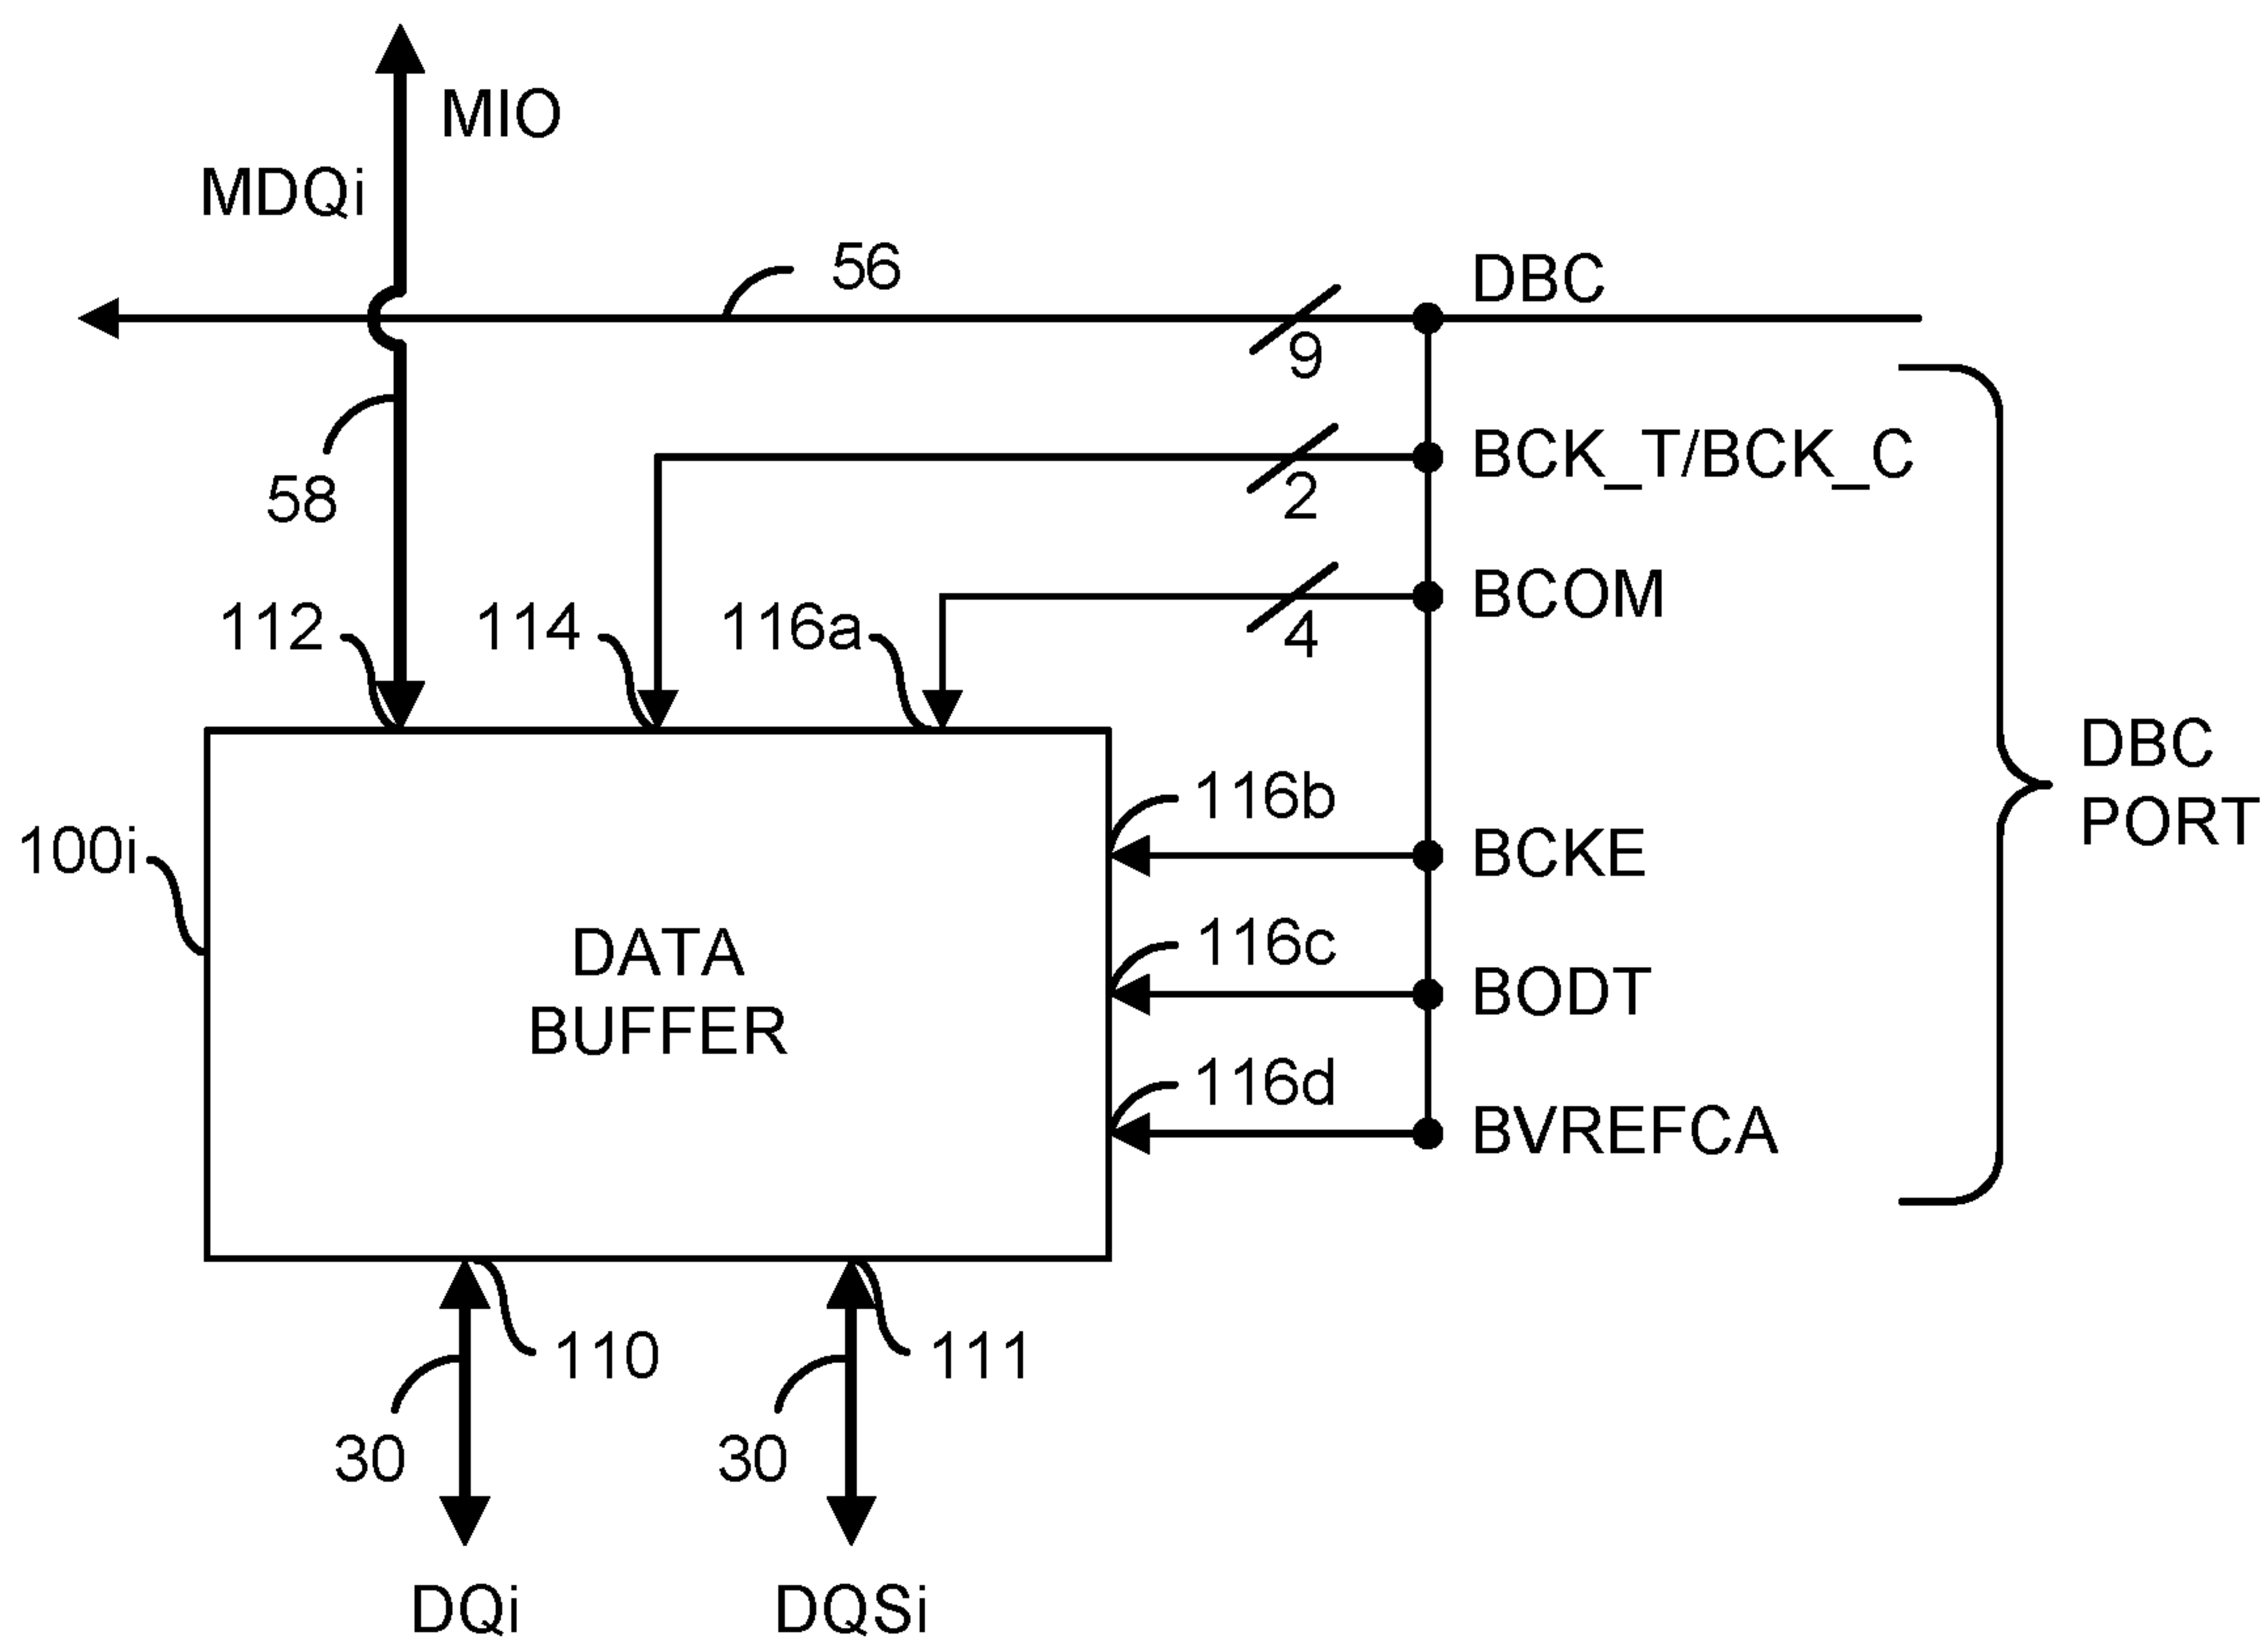 MIO
MDQi
56
DBC
9
BCK_T/BCK_C
58
2
BCOM
112
114
116a
4
DBC
PORT
116b
100i
BCKE
116c
DATA
BUFFER
BODT
116d
BVREFCA
110
111
30
30
DQi
DQSi